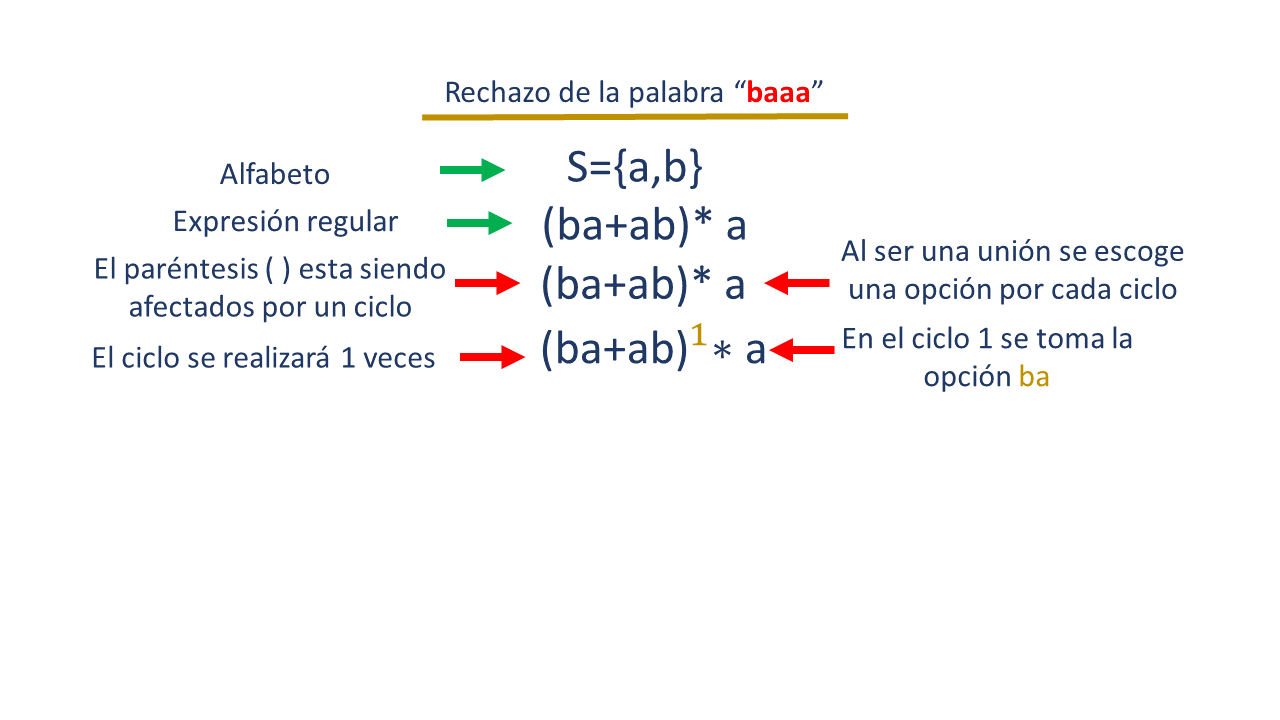 Rechazo de la palabra “baaa”
Alfabeto
S={a,b}
Expresión regular
(ba+ab)* a
El paréntesis ( ) esta siendo
afectados por un ciclo
(ba+ab)* a
Al ser una unión se escoge
una opción por cada ciclo
El ciclo se realizará 1 veces
(ba+ab)¹∗ a
En el ciclo 1 se toma la
opción ba